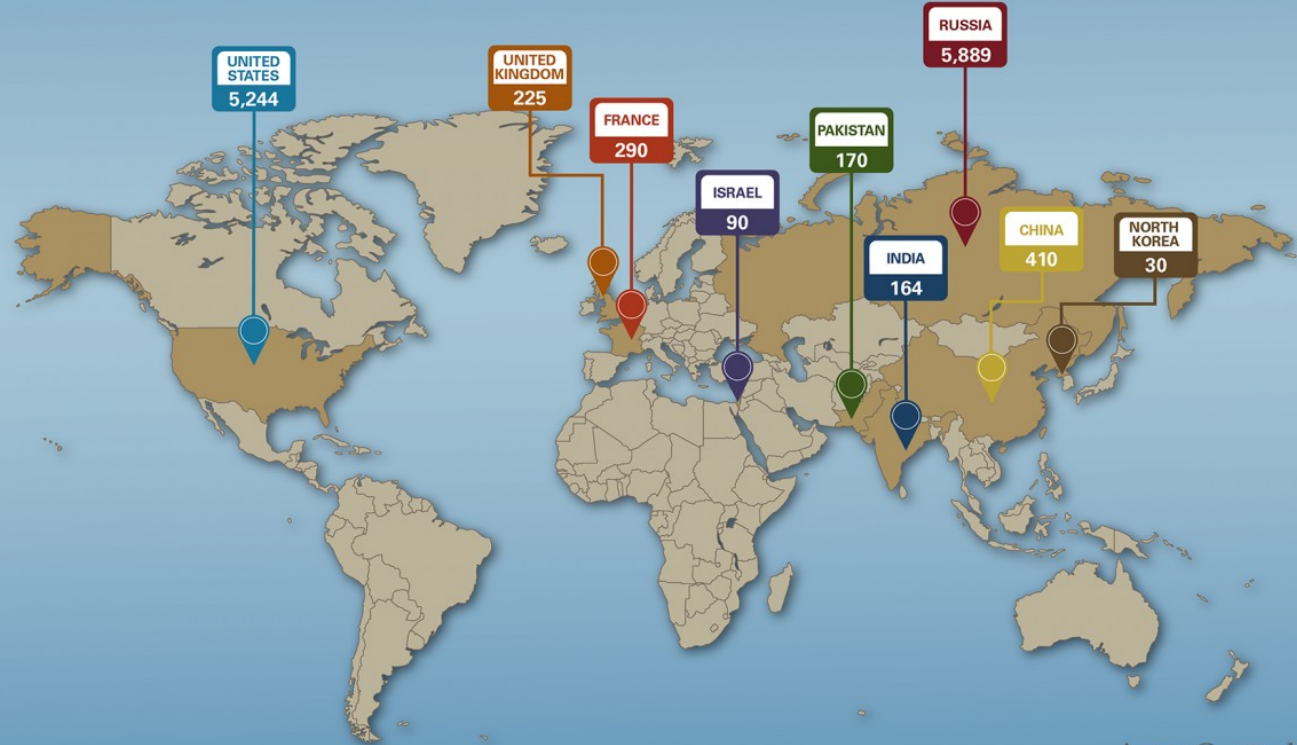 RUSSIA
5,889
UNITED
STATES
5,244
UNITED
KINGDOM
225
FRANCE
290
PAKISTAN
170
ISRAEL
90
CHINA
410
NORTH
KOREA
30
INDIA
164